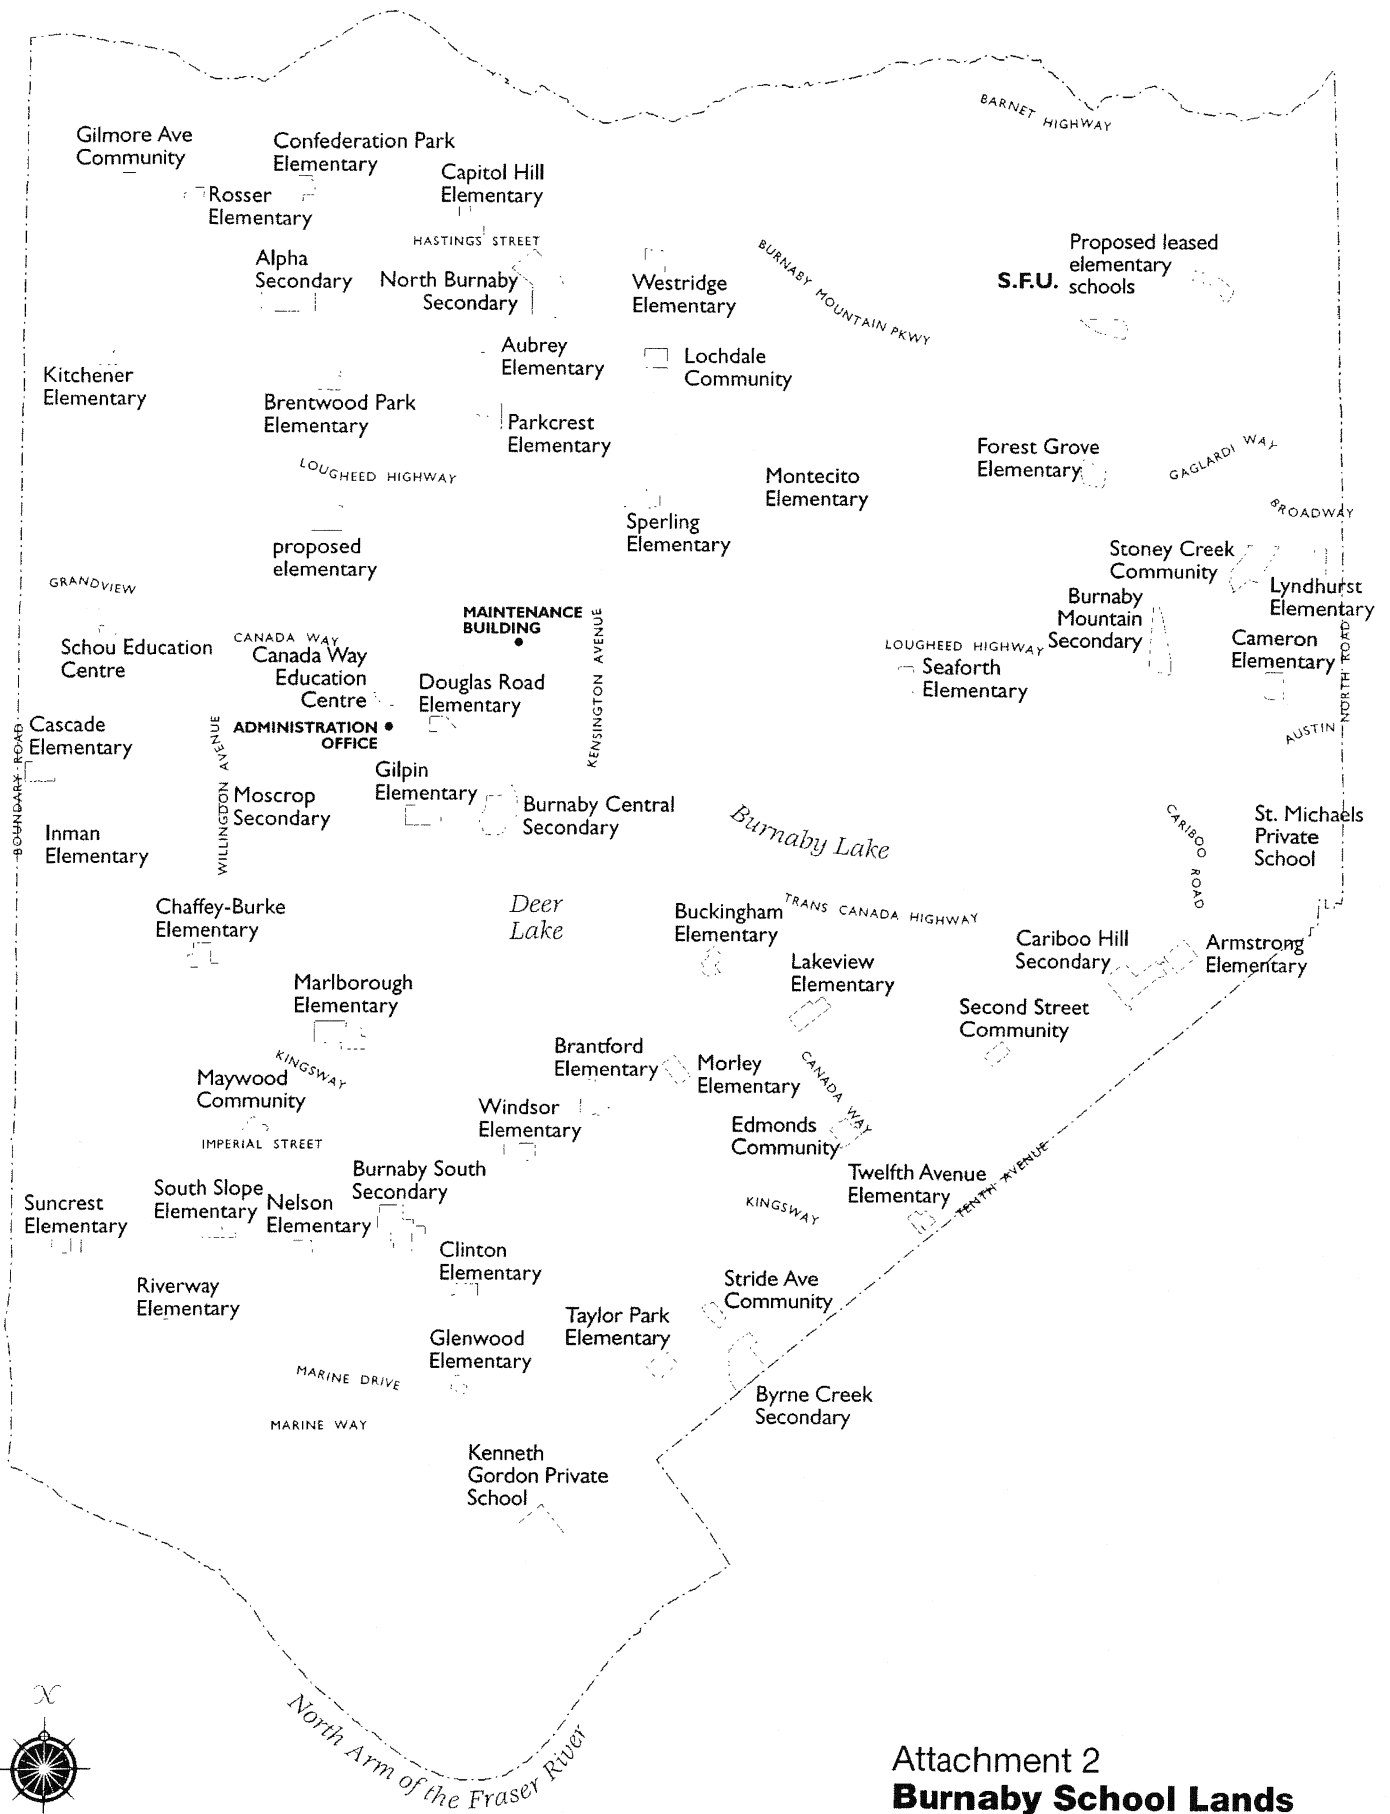 BARNET HIGHWAY
Gilmore Ave
Community
Confederation Park
Elementary
Capitol Hill
Elementary
Rosser
Elementary
HASTINGS STREET
Alpha
Secondary
North Burnaby
Secondary
Westridge
Elementary
BURNABY MOUNTAIN PKWY
S.F.U.
Proposed leased
elementary
schools
Aubrey
Elementary
Lochdale
Community
Kitchener
Elementary
Brentwood Park
Elementary
Parkcrest
Elementary
LOUGHEED HIGHWAY
Montecito
Elementary
Forest Grove
Elementary
GAGLARDI WAY
BROADWAY
Sperling
Elementary
proposed
elementary
Stoney Creek
Community
Lyndhurst
Elementary
GRANDVIEW
Burnaby
Mountain
Secondary
MAINTENANCE
BUILDING
KENSINGTON AVENUE
Schou Education
Centre
CANADA WAY
Canada Way
Education
Centre
Douglas Road
Elementary
LOUGHEED HIGHWAY
Seaforth
Elementary
Cameron
Elementary
NORTH ROAD
AUSTIN
Cascade
Elementary
BOUNDARY ROAD
WILLINGDON AVENUE
ADMINISTRATION
OFFICE
Gilpin
Elementary
Moscrop
Secondary
Burnaby Central
Secondary
Burnaby Lake
CARIBOO ROAD
St. Michaels
Private
School
Inman
Elementary
Chaffey-Burke
Elementary
Deer
Lake
Buckingham
Elementary
TRANS CANADA HIGHWAY
Cariboo Hill
Secondary
Armstrong
Elementary
Lakeview
Elementary
Marlborough
Elementary
Second Street
Community
KINGSWAY
Brantford
Elementary
Morley
Elementary
CANADA WAY
Maywood
Community
Windsor
Elementary
Edmonds
Community
IMPERIAL STREET
Burnaby South
Secondary
Twelfth Avenue
Elementary
TENTH AVENUE
Suncrest
Elementary
South Slope
Elementary
Nelson
Elementary
KINGSWAY
Clinton
Elementary
Riverway
Elementary
Stride Ave
Community
Taylor Park
Elementary
Glenwood
Elementary
MARINE DRIVE
Byrne Creek
Secondary
MARINE WAY
Kenneth
Gordon Private
School
N
North Arm of the Fraser River
Attachment 2
Burnaby School Lands